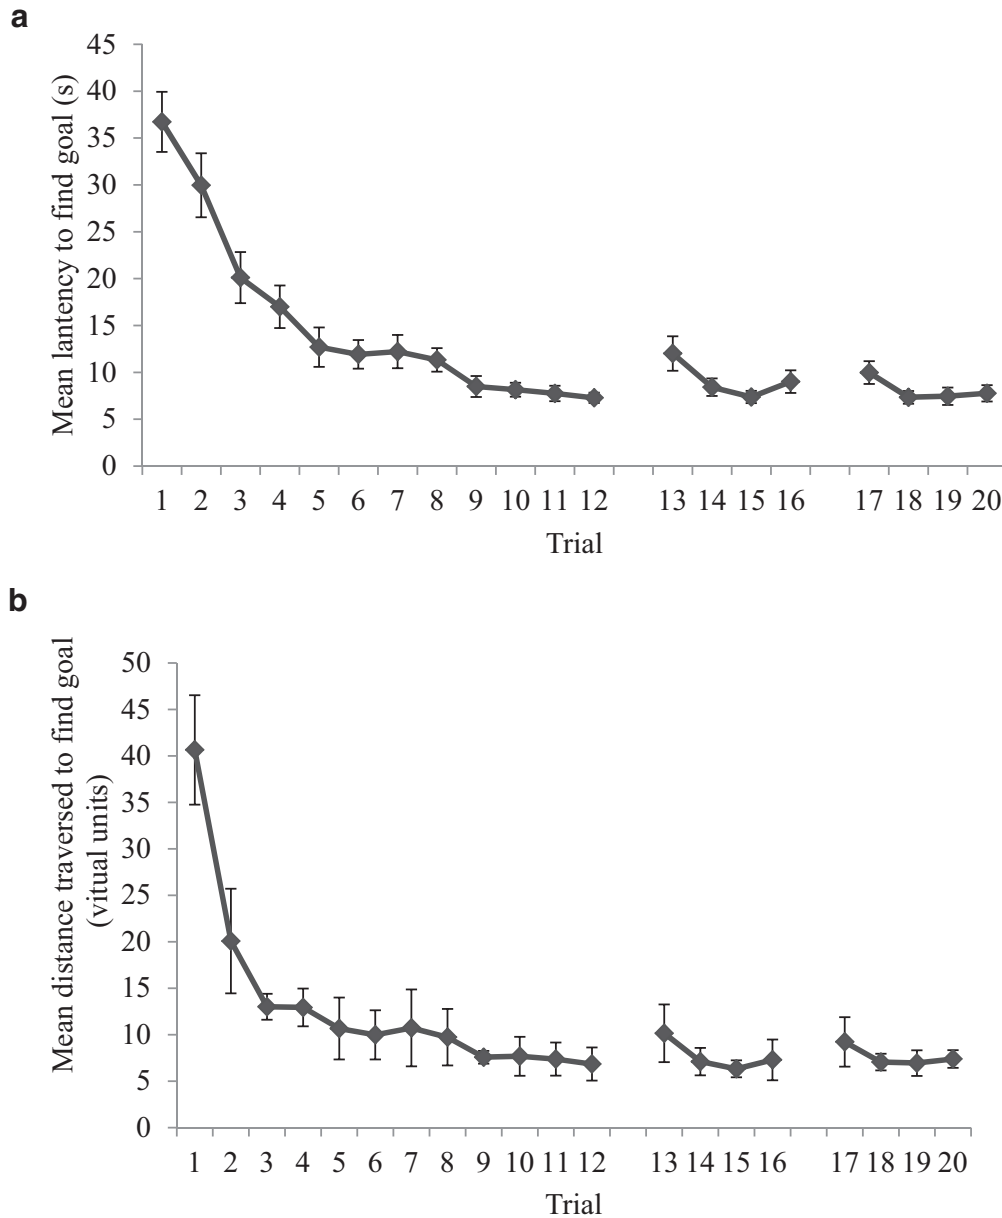 a
Mean lantency to find goal (s)
45
40
35
30
25
20
15
10
5
0
1 2 3 4 5 6 7 8 9 10 11 12 13 14 15 16 17 18 19 20
Trial
b
Mean distance traversed to find goal
(vitual units)
50
45
40
35
30
25
20
15
10
5
0
1 2 3 4 5 6 7 8 9 10 11 12 13 14 15 16 17 18 19 20
Trial